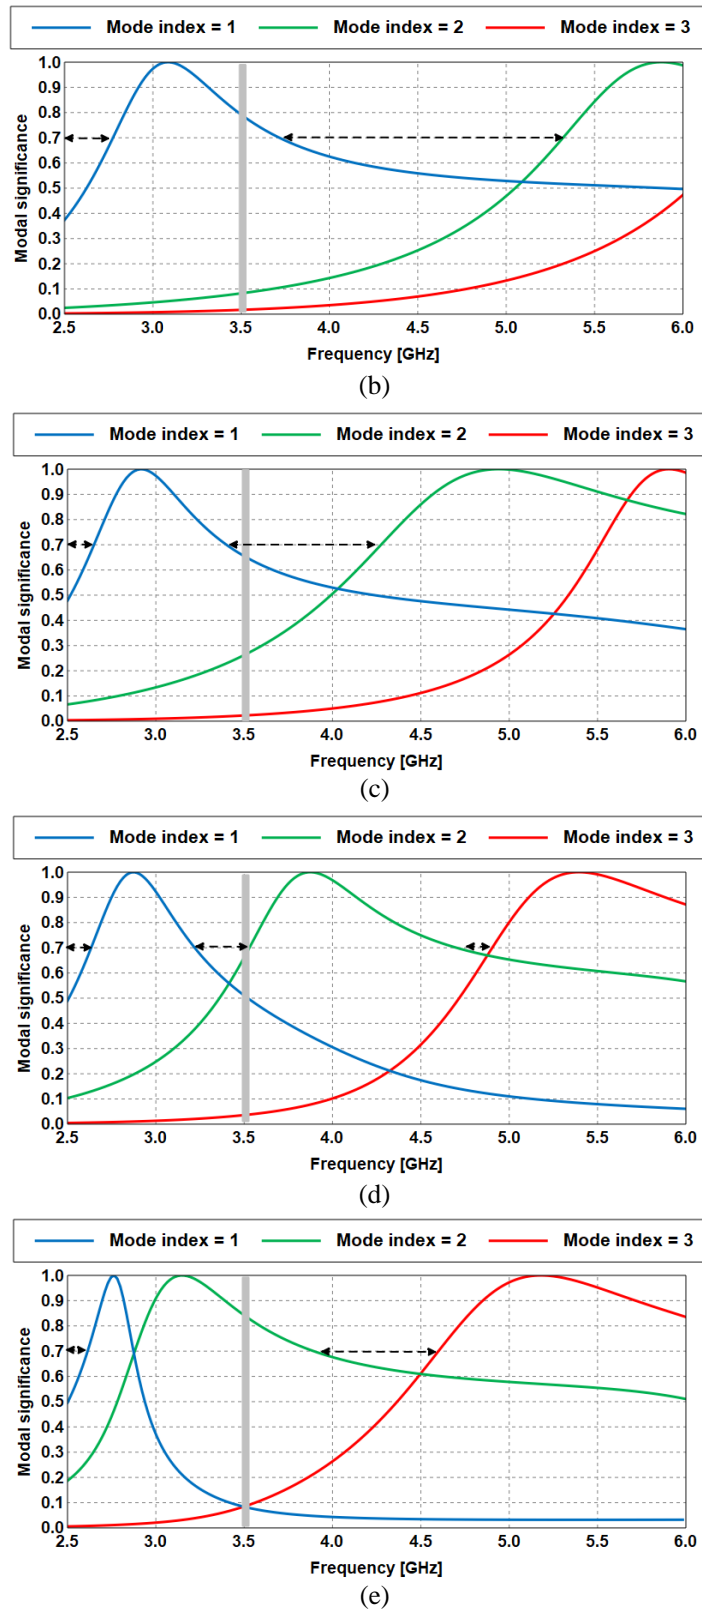 Mode index = 1 Mode index = 2 Mode index = 3
1.0
0.9
0.8
0.7
0.6
0.5
0.4
0.3
0.2
0.1
0.0
Modal significance
2.5 3.0 3.5 4.0 4.5 5.0 5.5 6.0
Frequency [GHz]
(b)
Mode index = 1 Mode index = 2 Mode index = 3
1.0
0.9
0.8
0.7
0.6
0.5
0.4
0.3
0.2
0.1
0.0
Modal significance
2.5 3.0 3.5 4.0 4.5 5.0 5.5 6.0
Frequency [GHz]
(c)
Mode index = 1 Mode index = 2 Mode index = 3
1.0
0.9
0.8
0.7
0.6
0.5
0.4
0.3
0.2
0.1
0.0
Modal significance
2.5 3.0 3.5 4.0 4.5 5.0 5.5 6.0
Frequency [GHz]
(d)
Mode index = 1 Mode index = 2 Mode index = 3
1.0
0.9
0.8
0.7
0.6
0.5
0.4
0.3
0.2
0.1
0.0
Modal significance
2.5 3.0 3.5 4.0 4.5 5.0 5.5 6.0
Frequency [GHz]
(e)